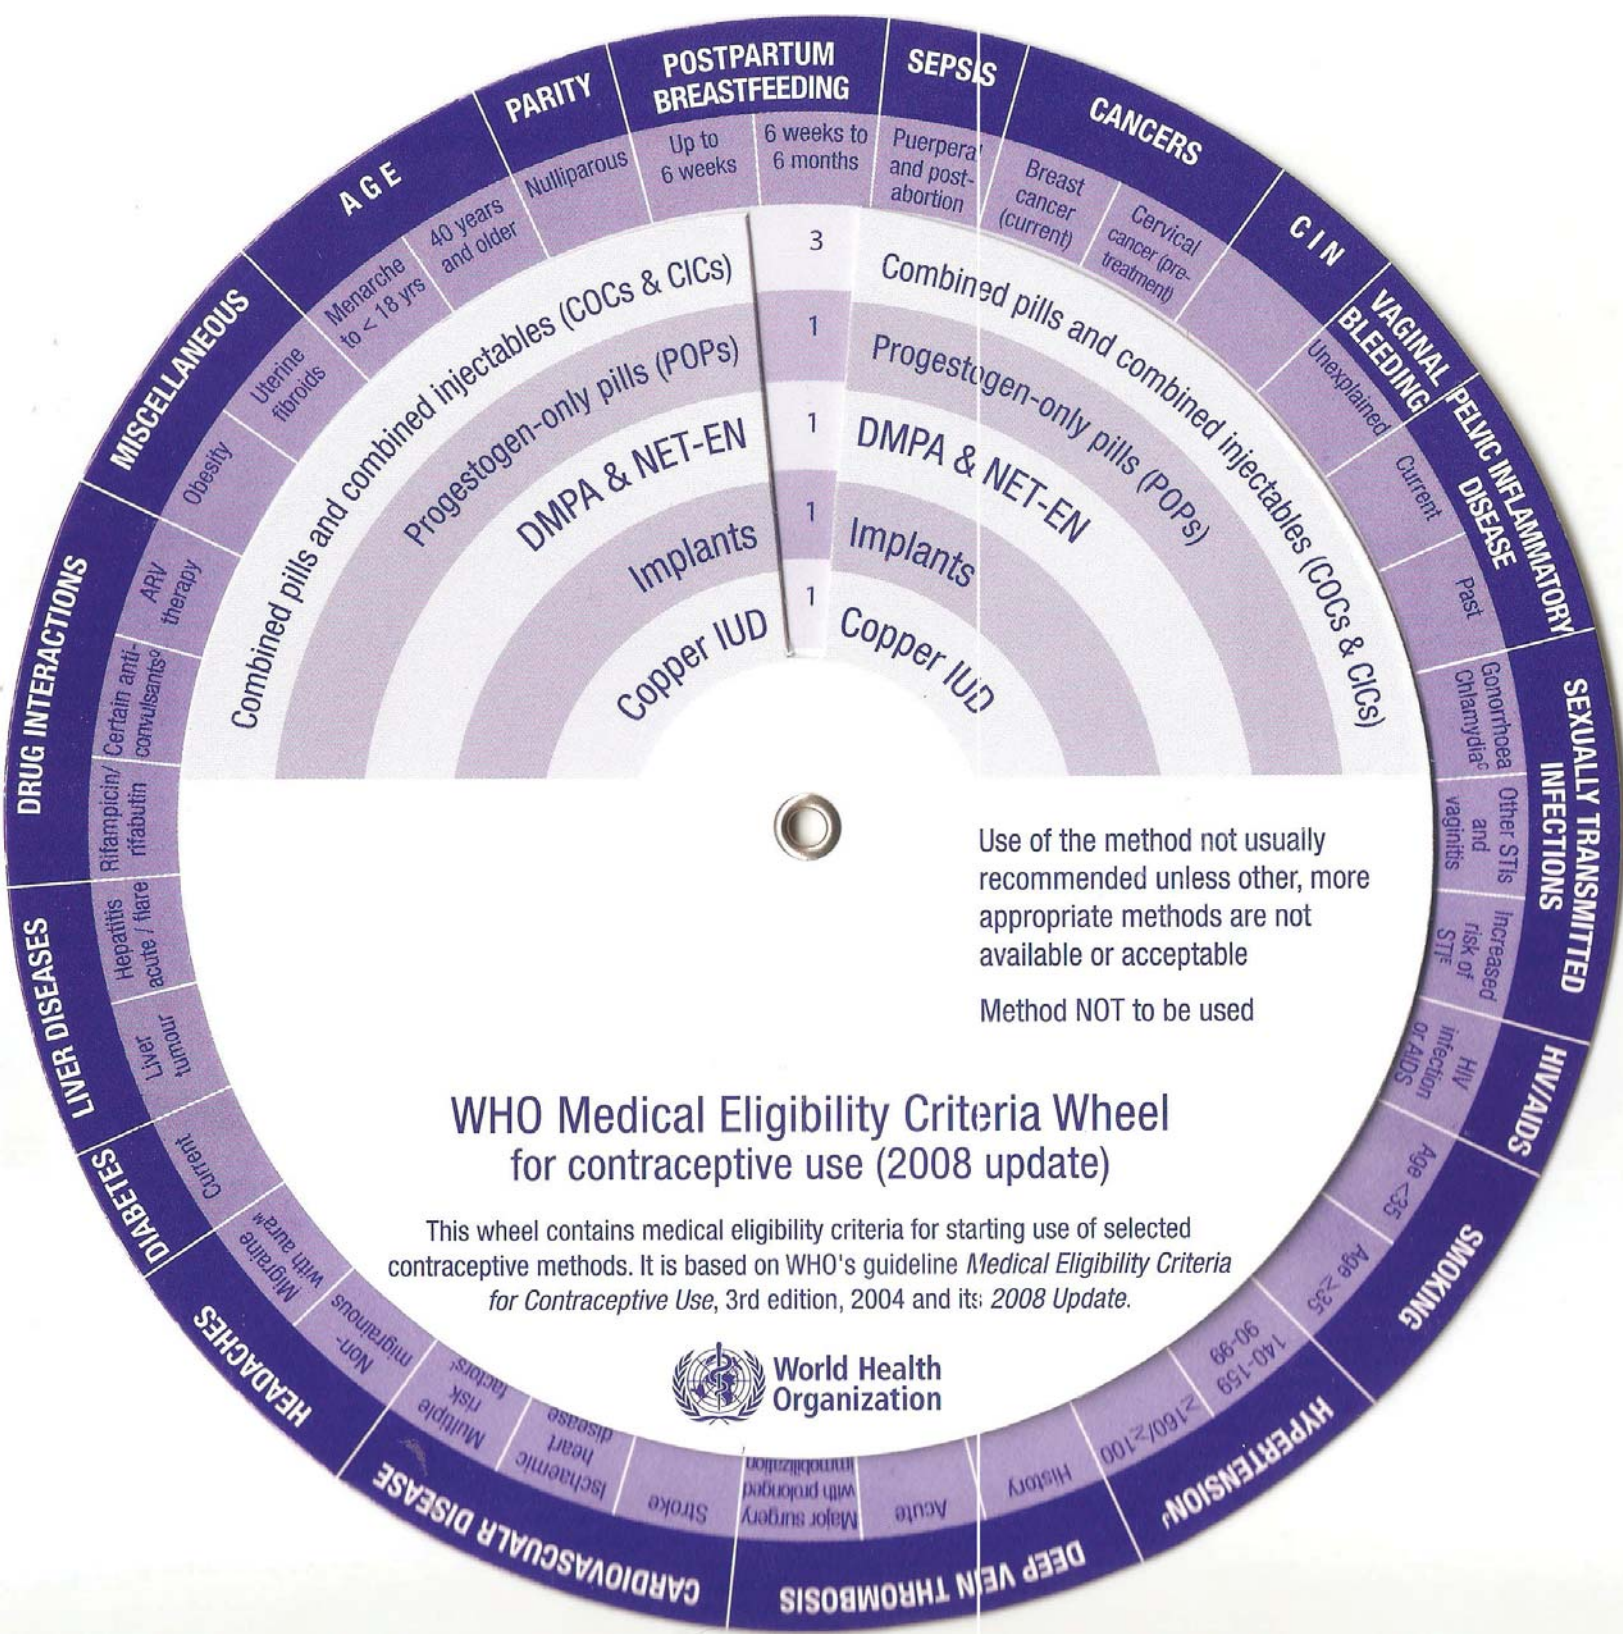 POSTPARTUM
BREASTFEEDING
Up to
6 weeks
6 weeks to
6 months
SEPSIS
Puerpera
and post-
abortion
CANCERS
Breast
cancer
(current)
Cervical
cancer (pre-
treatment)
CIN
VAGINAL
BLEEDING
Unexplained
PELVIC INFLAMMATORY
DISEASE
Current
Past
SEXUALLY TRANSMITTED
INFECTIONS
Gonorrhoea
Chlamydiaᶜ
Other STIs
and
vaginitis
Increased
risk of
STIᴱ
HIV/AIDS
HIV
infection
or AIDS
SMOKING
Age <35
Age ≥35
HYPERTENSIONᴶ
140-159
90-99
≥160/≥100
DEEP VEIN THROMBOSIS
History
Acute
Major surgery
with prolonged
immobilization
CARDIOVASCUALR DISEASE
Stroke
Ischaemic
heart
disease
Multiple
risk
factorsᴵ
HEADACHES
Non-
migrainous
Migraine
with auraᴹ
DIABETES
Current
LIVER DISEASES
Liver
tumour
Hepatitis
acute / flare
DRUG INTERACTIONS
Rifampicin/
rifabutin
Certain anti-
convulsantsᴼ
ARV
therapy
MISCELLANEOUS
Obesity
Uterine
fibroids
AGE
Menarche
to < 18 yrs
40 years
and older
PARITY
Nulliparous
Combined pills and combined injectables (COCs & CICs)
3
Combined pills and combined injectables (COCs & CICs)
Progestogen-only pills (POPs)
1
Progestogen-only pills (POPs)
DMPA & NET-EN
1
DMPA & NET-EN
Implants
1
Implants
Copper IUD
1
Copper IUD
Use of the method not usually
recommended unless other, more
appropriate methods are not
available or acceptable
Method NOT to be used
WHO Medical Eligibility Criteria Wheel
for contraceptive use (2008 update)
This wheel contains medical eligibility criteria for starting use of selected
contraceptive methods. It is based on WHO's guideline Medical Eligibility Criteria
for Contraceptive Use, 3rd edition, 2004 and its 2008 Update.
World Health
Organization